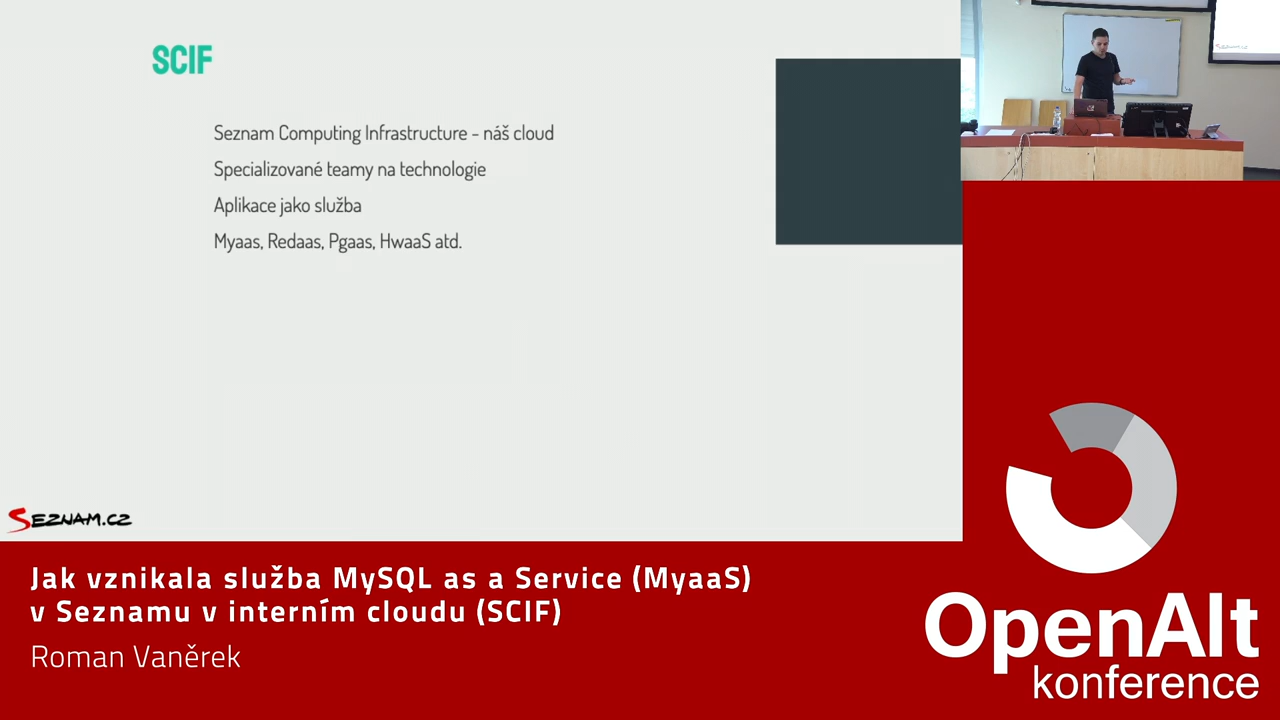 SCIF
Seznam Computing Infrastructure - náš cloud
Specializované teamy na technologie
Aplikace jako služba
Myaas, Redaas, Pgaas, HwaaS atd.
SEZNAM.CZ
Jak vznikala služba MySQL as a Service (MyaaS)
v Seznamu v interním cloudu (SCIF)
Roman Vaněrek
OpenAlt
konference